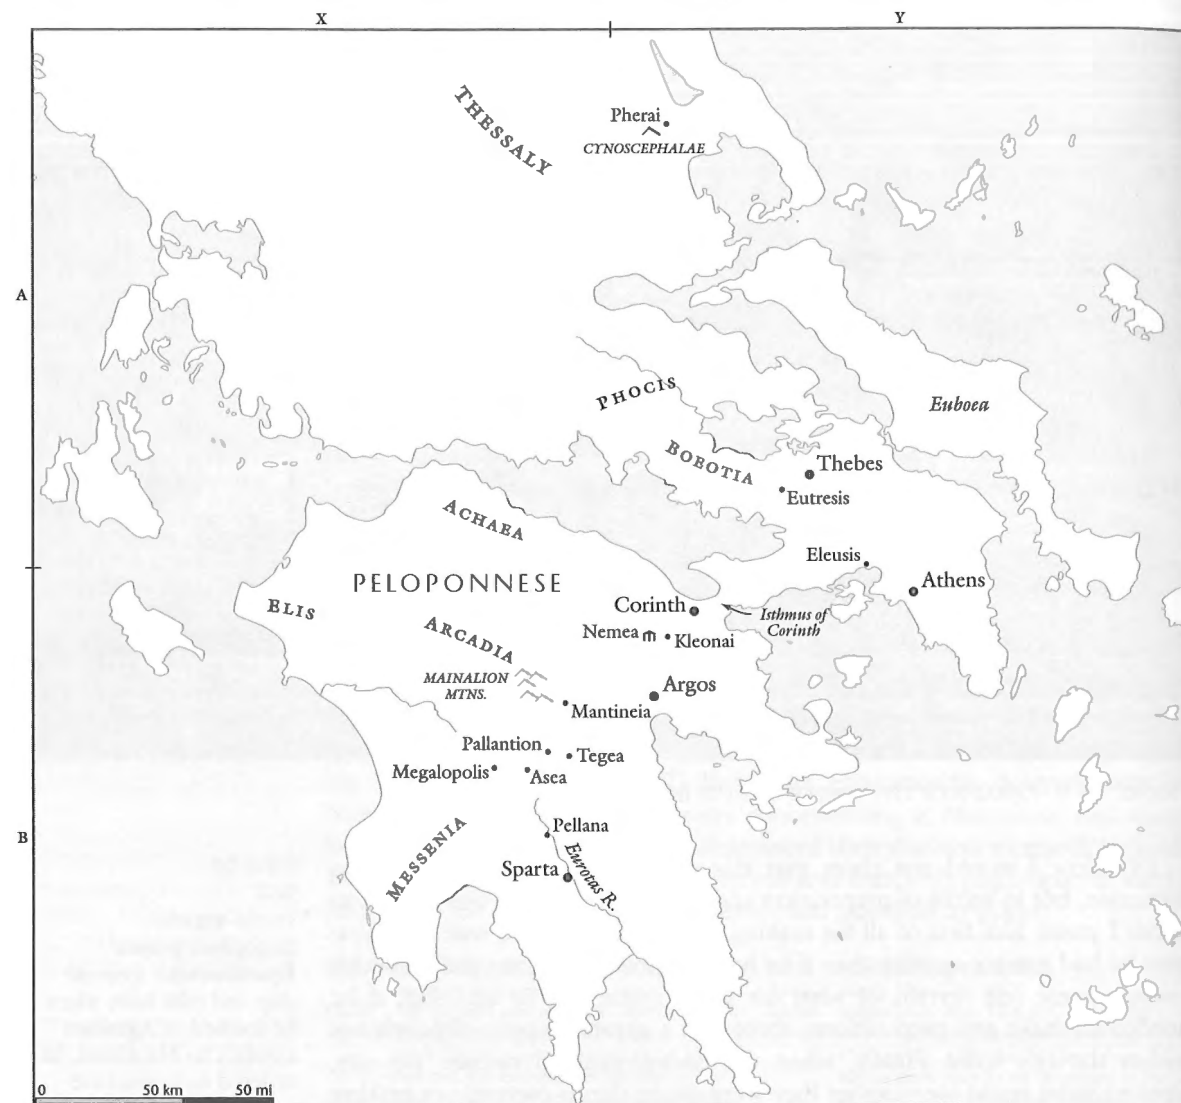 X Y
THESSALY
Pherai
CYNOSCEPHALAE
A
PHOCIS
Euboea
BOEOTIA
Thebes
Eutresis
ACHAEA
Eleusis
PELOPONNESE
Athens
ELIS
Corinth
Isthmus of
Corinth
ARCADIA
Nemea
Kleonai
MAINALION
MTNS.
Argos
Mantineia
Pallantion
Tegea
Megalopolis
Asea
MESSENIA
Pellana
B
Eurotas R.
Sparta
0 50 km 50 mi